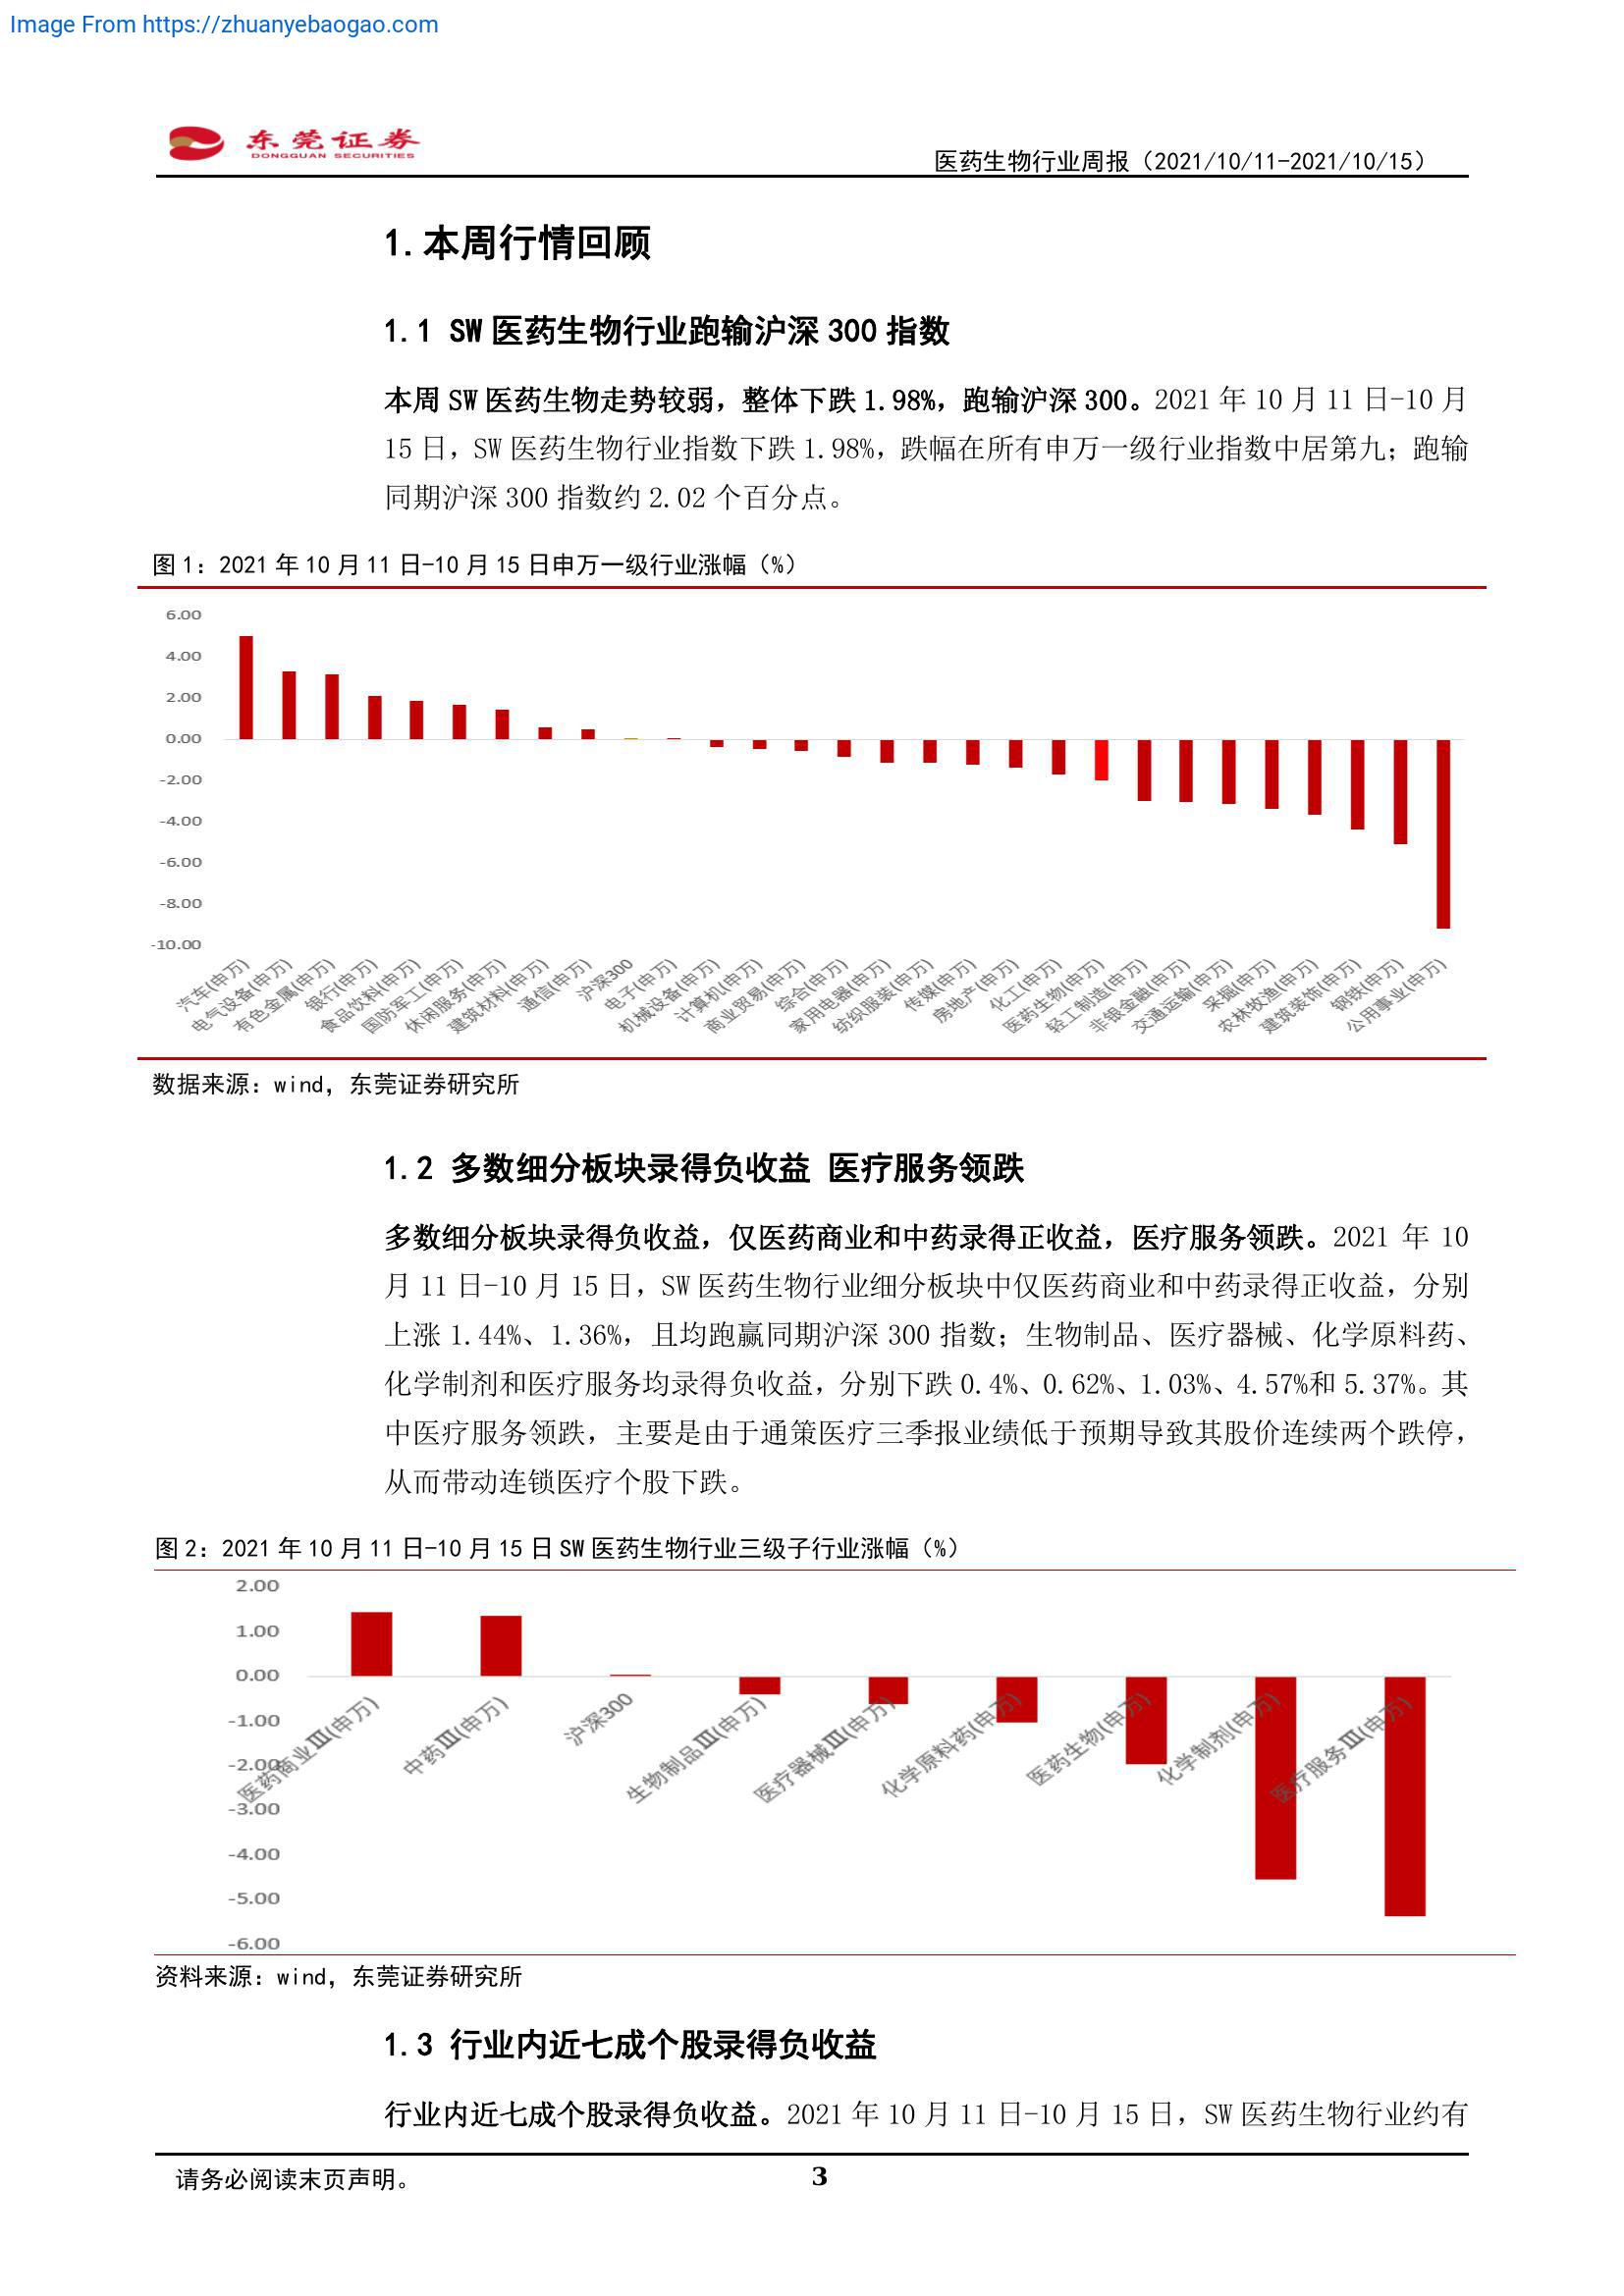 Image From https://zhuanyebaogao.com
东莞证券
DONGGUAN SECURITIES
医药生物行业周报（2021/10/11-2021/10/15）
1.本周行情回顾
1.1 SW 医药生物行业跑输沪深 300 指数
本周 SW 医药生物走势较弱，整体下跌 1.98%，跑输沪深 300。2021 年 10 月 11 日-10 月
15 日，SW 医药生物行业指数下跌 1.98%，跌幅在所有申万一级行业指数中居第九；跑输
同期沪深 300 指数约 2.02 个百分点。
图 1：2021 年 10 月 11 日-10 月 15 日申万一级行业涨幅（%）
6.00
4.00
2.00
0.00
-2.00
-4.00
-6.00
-8.00
-10.00
汽车(申万)
电气设备(申万)
有色金属(申万)
银行(申万)
食品饮料(申万)
国防军工(申万)
休闲服务(申万)
建筑材料(申万)
通信(申万)
沪深300
电子(申万)
机械设备(申万)
计算机(申万)
商业贸易(申万)
综合(申万)
家用电器(申万)
纺织服装(申万)
传媒(申万)
房地产(申万)
化工(申万)
医药生物(申万)
轻工制造(申万)
非银金融(申万)
交通运输(申万)
采掘(申万)
农林牧渔(申万)
建筑装饰(申万)
钢铁(申万)
公用事业(申万)
数据来源：wind，东莞证券研究所
1.2 多数细分板块录得负收益 医疗服务领跌
多数细分板块录得负收益，仅医药商业和中药录得正收益，医疗服务领跌。2021 年 10
月 11 日-10 月 15 日，SW 医药生物行业细分板块中仅医药商业和中药录得正收益，分别
上涨 1.44%、1.36%，且均跑赢同期沪深 300 指数；生物制品、医疗器械、化学原料药、
化学制剂和医疗服务均录得负收益，分别下跌 0.4%、0.62%、1.03%、4.57%和 5.37%。其
中医疗服务领跌，主要是由于通策医疗三季报业绩低于预期导致其股价连续两个跌停，
从而带动连锁医疗个股下跌。
图 2：2021 年 10 月 11 日-10 月 15 日 SW 医药生物行业三级子行业涨幅（%）
2.00
1.00
0.00
-1.00
-2.00
-3.00
-4.00
-5.00
-6.00
医药商业Ⅲ(申万)
中药Ⅲ(申万)
沪深300
生物制品Ⅲ(申万)
医疗器械Ⅲ(申万)
化学原料药(申万)
医药生物(申万)
化学制剂(申万)
医疗服务Ⅲ(申万)
资料来源：wind，东莞证券研究所
1.3 行业内近七成个股录得负收益
行业内近七成个股录得负收益。2021 年 10 月 11 日-10 月 15 日，SW 医药生物行业约有
请务必阅读末页声明。
3